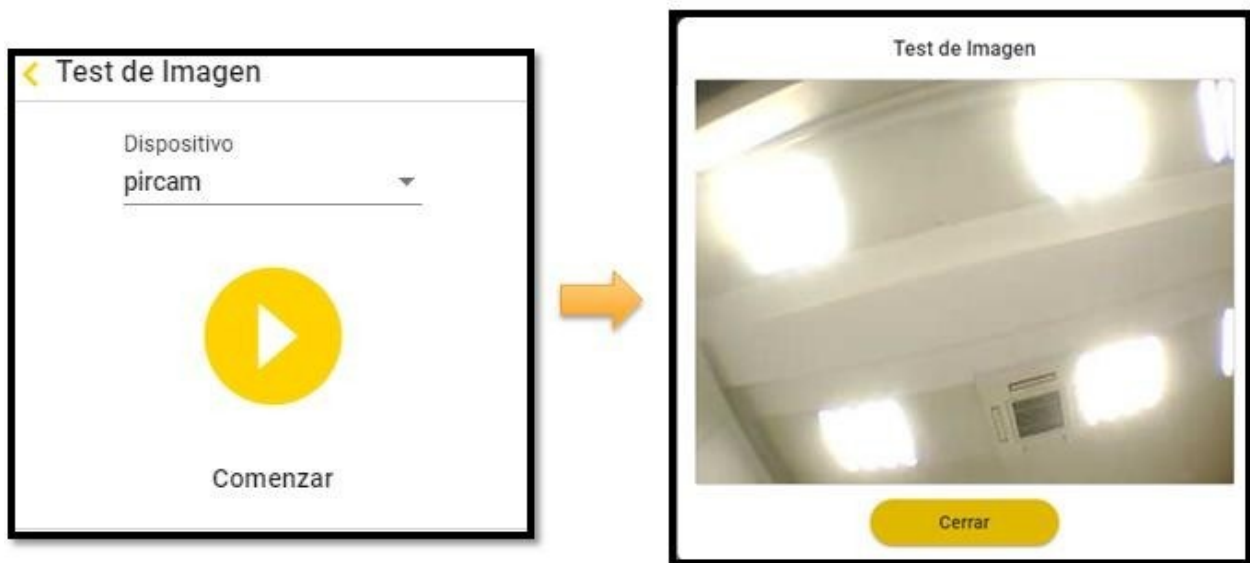 Test de Imagen
Dispositivo
pircam
Comenzar
Test de Imagen
Cerrar